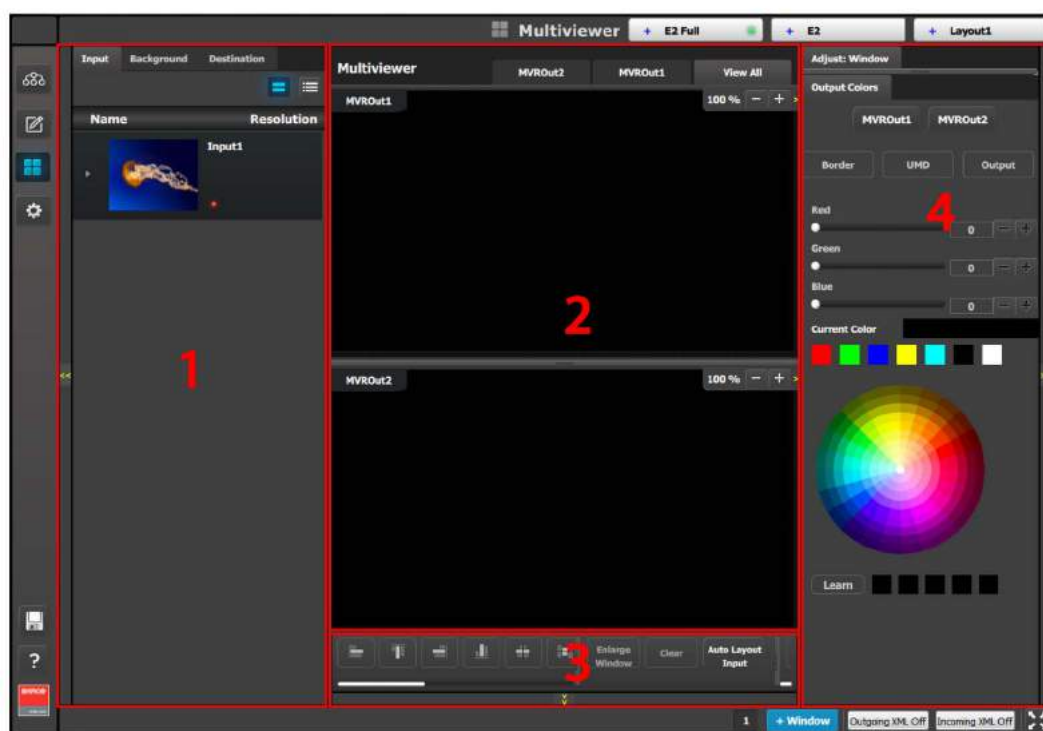 Multiviewer
+ E2 Full
+ E2
+ Layout1
Input Background Destination
Name Resolution
Input1
1
Multiviewer
MVROut2 MVROut1 View All
MVROut1
100 % − + >
2
MVROut2
100 % − + >
<<
Enlarge Window
Clear
Auto Layout Input
3
Adjust: Window
Output Colors
MVROut1 MVROut2
Border UMD Output
4
Red
0 − +
Green
0 − +
Blue
0 − +
Current Color
Learn
?
BARCO
1
+ Window
Outgoing XML Off
Incoming XML Off